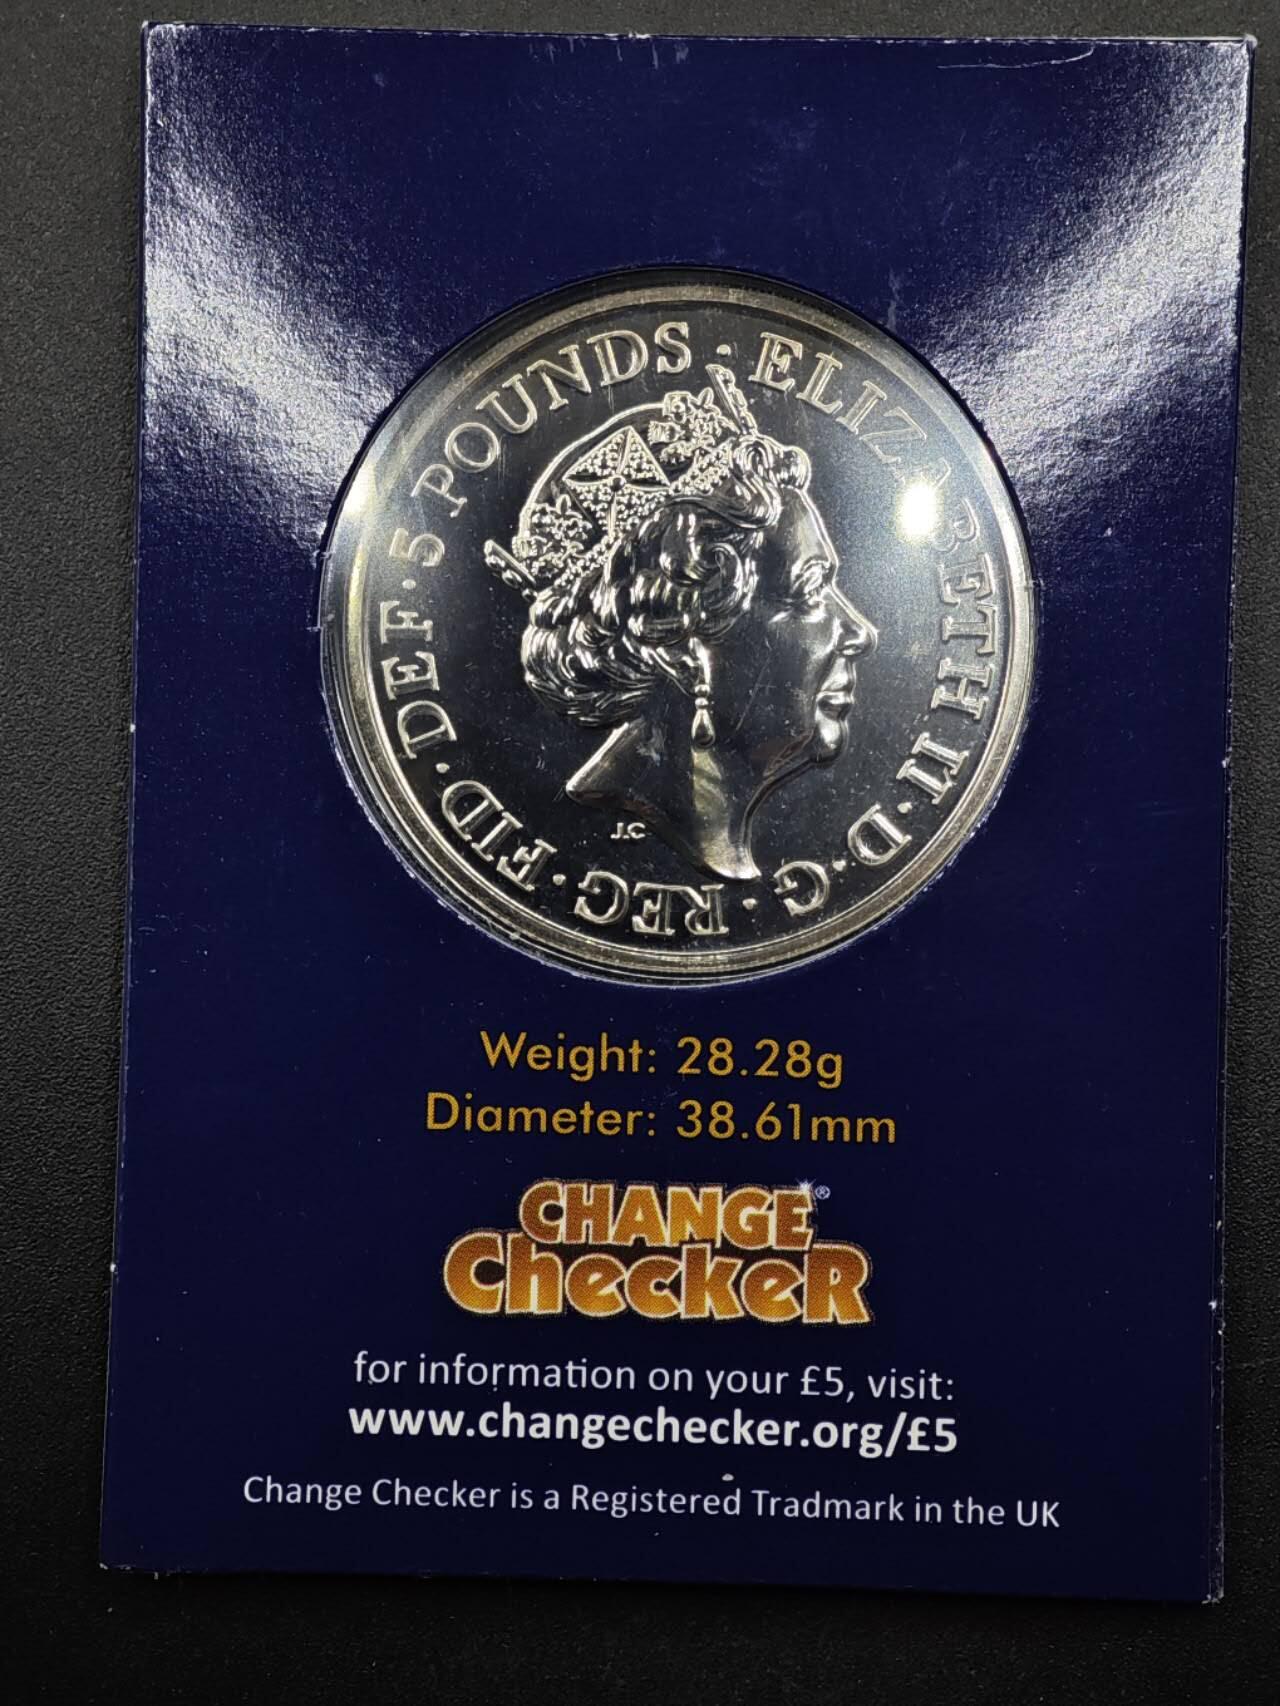 ELIZABETH II · D · G · REG · FID · DEF · 5 POUNDS ·
J.C
Weight: 28.28g
Diameter: 38.61mm
CHANGE®
CheckeR
for information on your £5, visit:
www.changechecker.org/£5
Change Checker is a Registered Tradmark in the UK